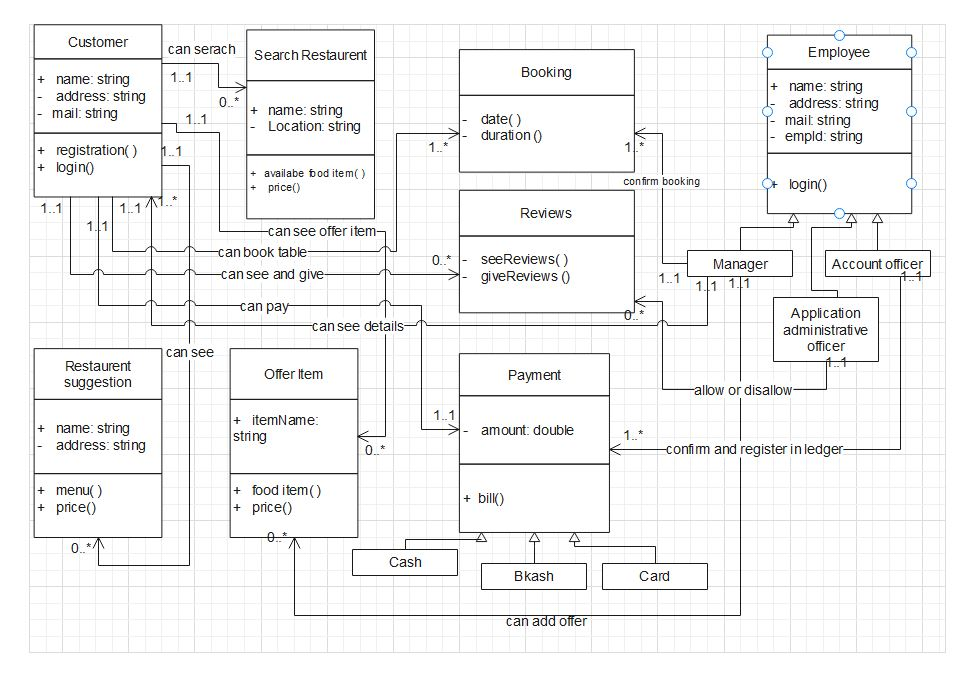 Customer
+ name: string
- address: string
- mail: string
+ registration( )
+ login()
can serach
1..1
0..*
Search Restaurent
+ name: string
- Location: string
+ availabe food item( )
+ price()
1..1
1..1
1..*
1..1
1..1
1..1
can see offer item
can book table
can see and give
can pay
can see details
can see
Booking
- date( )
- duration ()
1..*
1..*
confirm booking
Reviews
- seeReviews( )
- giveReviews ()
0..*
0..*
Employee
+ name: string
- address: string
- mail: string
- empId: string
+ login()
Manager
1..1
1..1
1..1
Account officer
1..1
Application
administrative
officer
1..1
allow or disallow
confirm and register in ledger
1..*
Restaurent
suggestion
+ name: string
- address: string
+ menu( )
+ price()
0..*
Offer Item
+ itemName:
string
+ food item( )
+ price()
0..*
0..*
Payment
- amount: double
+ bill()
1..1
Cash
Bkash
Card
can add offer